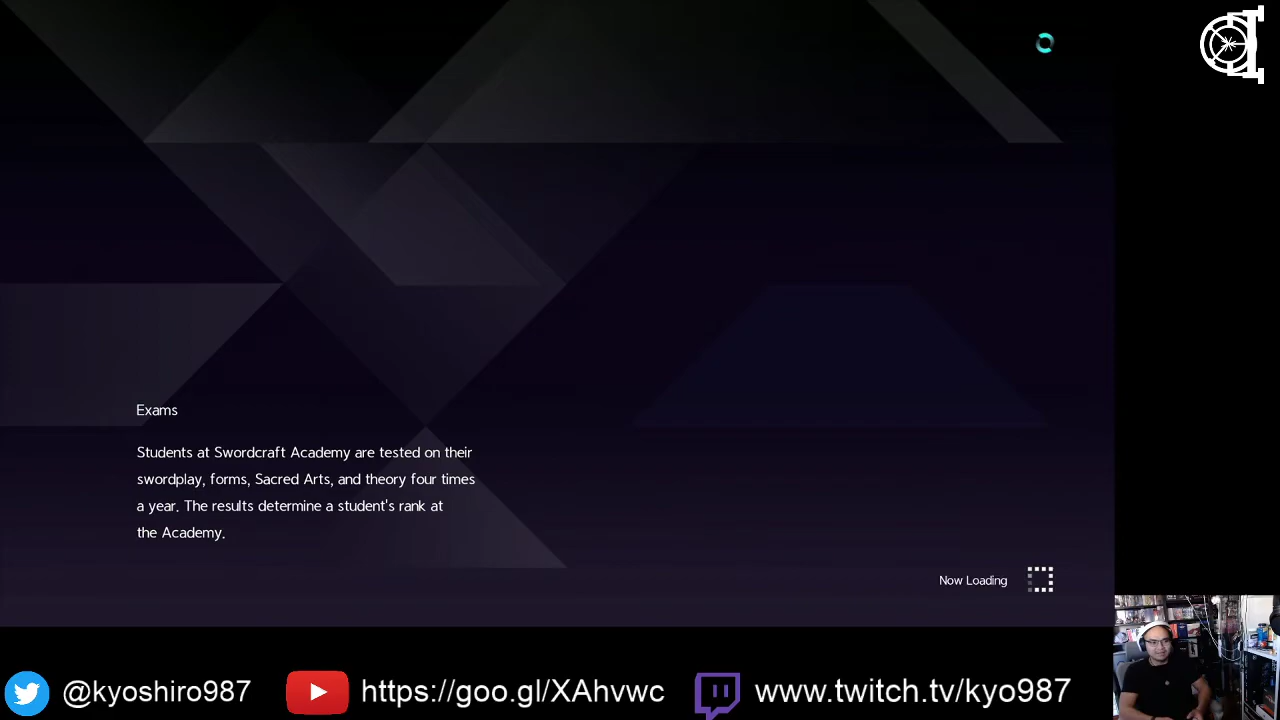 Exams
Students at Swordcraft Academy are tested on their
swordplay, forms, Sacred Arts, and theory four times
a year. The results determine a student's rank at
the Academy.
Now Loading
@kyoshiro987
https://goo.gl/XAhvwc
www.twitch.tv/kyo987